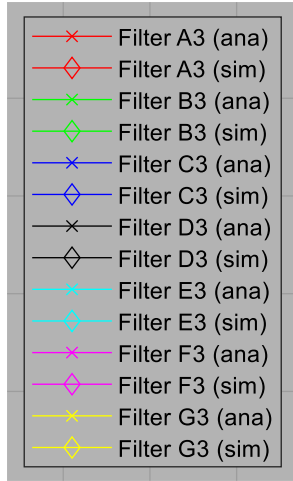 Filter A3 (ana)
Filter A3 (sim)
Filter B3 (ana)
Filter B3 (sim)
Filter C3 (ana)
Filter C3 (sim)
Filter D3 (ana)
Filter D3 (sim)
Filter E3 (ana)
Filter E3 (sim)
Filter F3 (ana)
Filter F3 (sim)
Filter G3 (ana)
Filter G3 (sim)